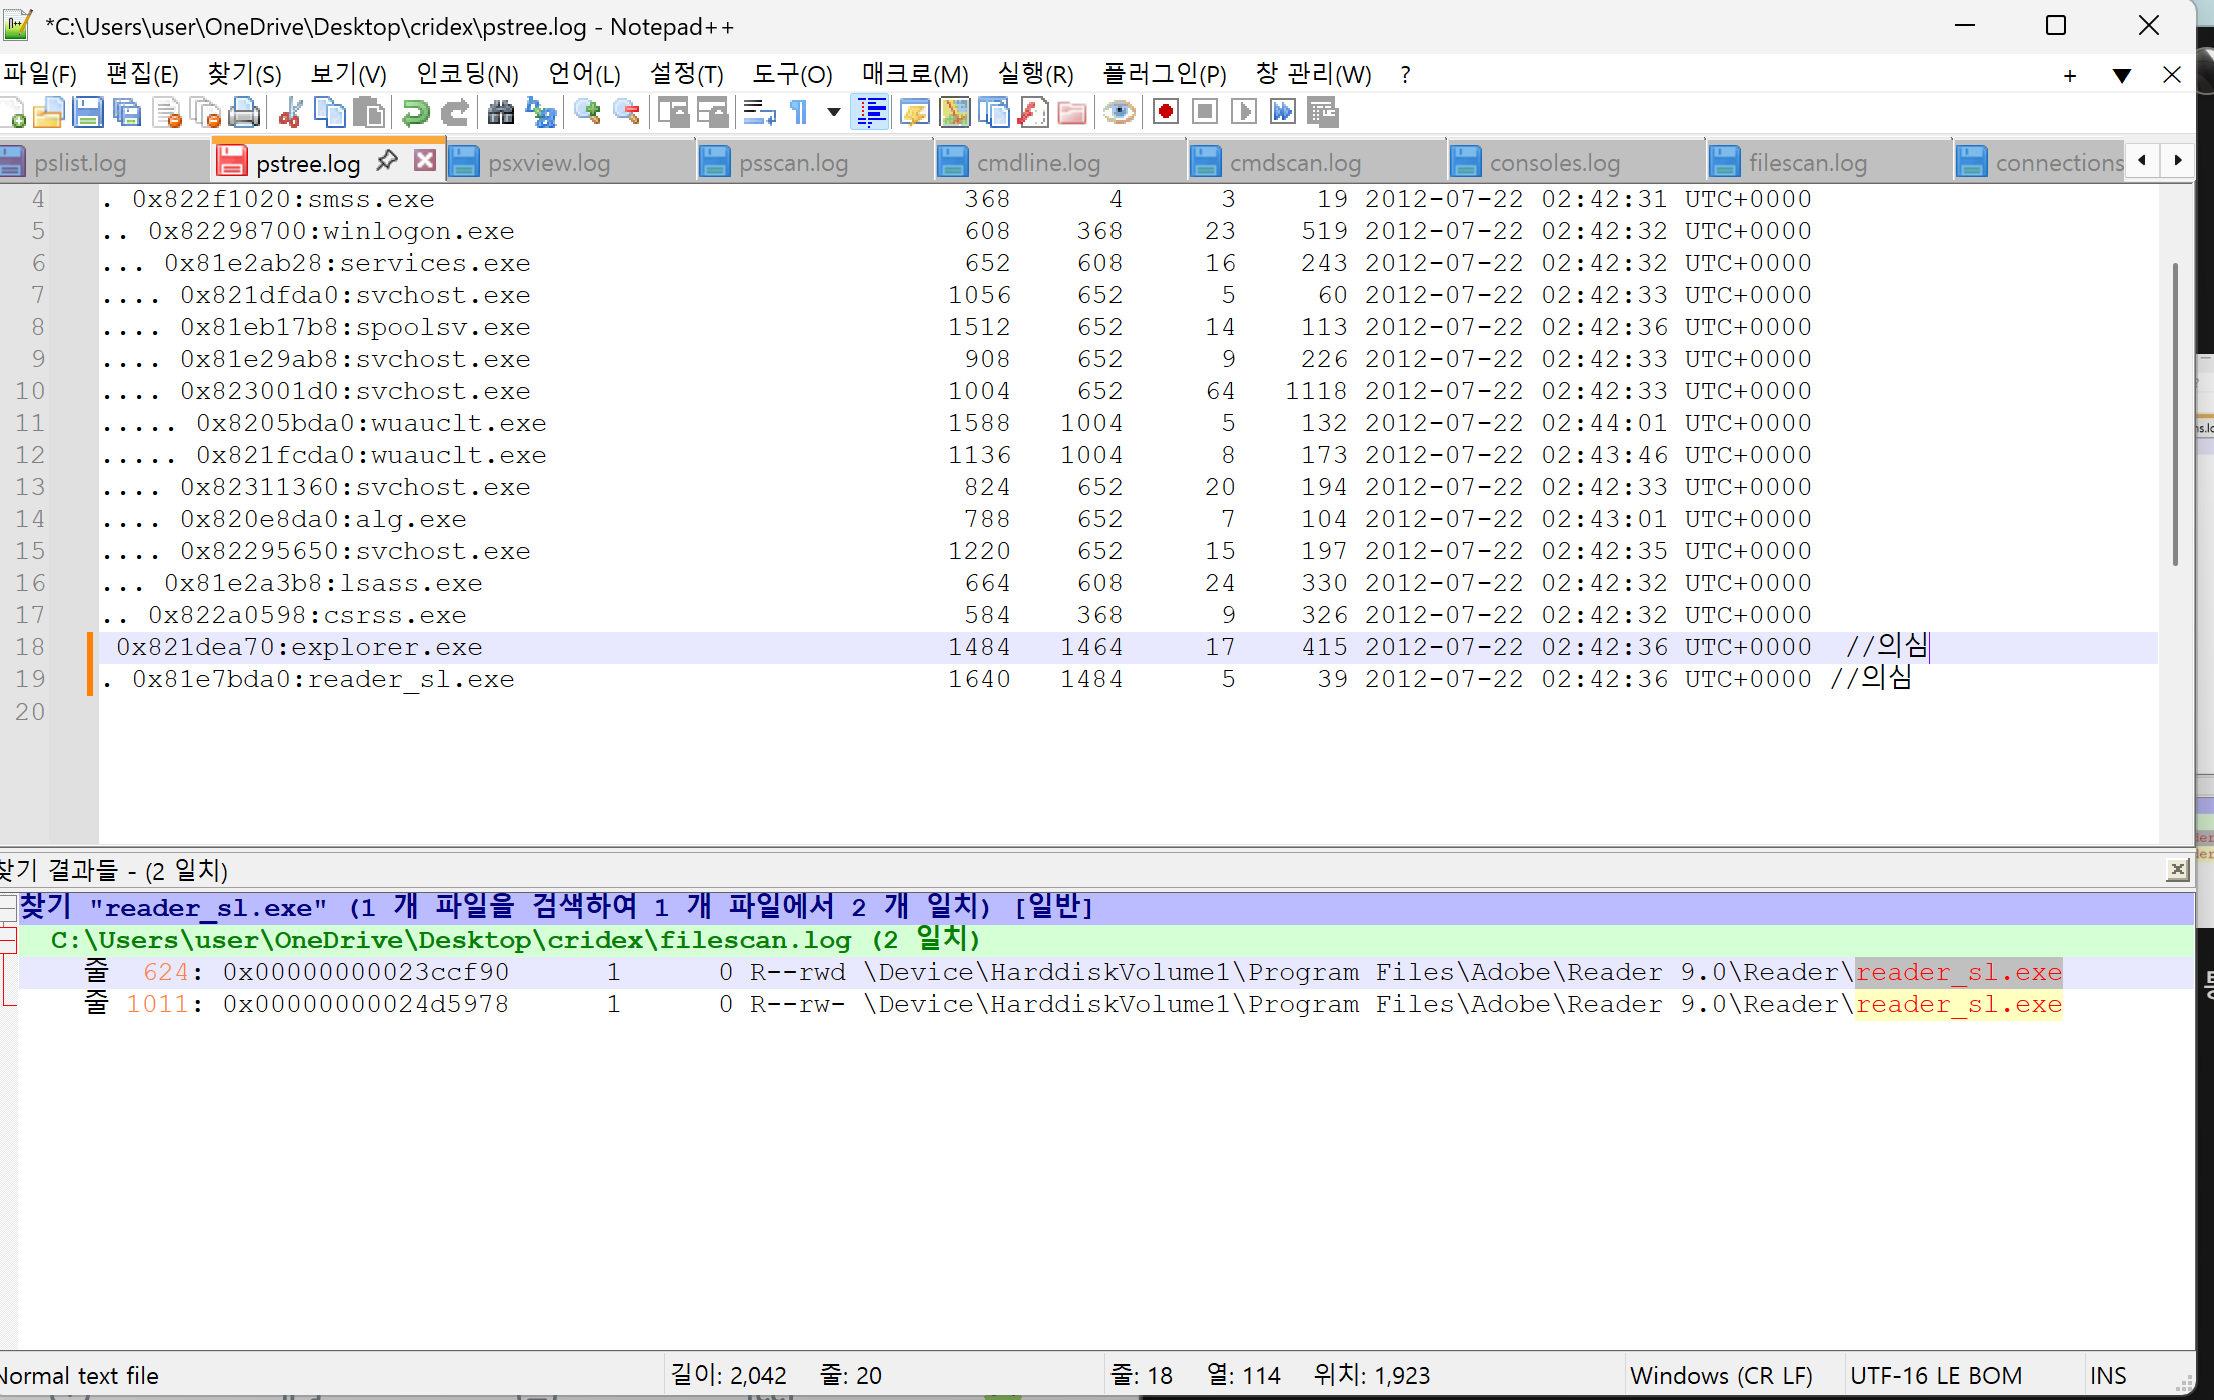 *C:\Users\user\OneDrive\Desktop\cridex\pstree.log - Notepad++
파일(F) 편집(E) 찾기(S) 보기(V) 인코딩(N) 언어(L) 설정(T) 도구(O) 매크로(M) 실행(R) 플러그인(P) 창 관리(W) ?
pslist.log pstree.log psxview.log psscan.log cmdline.log cmdscan.log consoles.log filescan.log connections
4 . 0x822f1020:smss.exe 368 4 3 19 2012-07-22 02:42:31 UTC+0000
5 .. 0x82298700:winlogon.exe 608 368 23 519 2012-07-22 02:42:32 UTC+0000
6 ... 0x81e2ab28:services.exe 652 608 16 243 2012-07-22 02:42:32 UTC+0000
7 .... 0x821dfda0:svchost.exe 1056 652 5 60 2012-07-22 02:42:33 UTC+0000
8 .... 0x81eb17b8:spoolsv.exe 1512 652 14 113 2012-07-22 02:42:36 UTC+0000
9 .... 0x81e29ab8:svchost.exe 908 652 9 226 2012-07-22 02:42:33 UTC+0000
10 .... 0x823001d0:svchost.exe 1004 652 64 1118 2012-07-22 02:42:33 UTC+0000
11 ..... 0x8205bda0:wuauclt.exe 1588 1004 5 132 2012-07-22 02:44:01 UTC+0000
12 ..... 0x821fcda0:wuauclt.exe 1136 1004 8 173 2012-07-22 02:43:46 UTC+0000
13 .... 0x82311360:svchost.exe 824 652 20 194 2012-07-22 02:42:33 UTC+0000
14 .... 0x820e8da0:alg.exe 788 652 7 104 2012-07-22 02:43:01 UTC+0000
15 .... 0x82295650:svchost.exe 1220 652 15 197 2012-07-22 02:42:35 UTC+0000
16 ... 0x81e2a3b8:lsass.exe 664 608 24 330 2012-07-22 02:42:32 UTC+0000
17 .. 0x822a0598:csrss.exe 584 368 9 326 2012-07-22 02:42:32 UTC+0000
18 0x821dea70:explorer.exe 1484 1464 17 415 2012-07-22 02:42:36 UTC+0000 //의심
19 . 0x81e7bda0:reader_sl.exe 1640 1484 5 39 2012-07-22 02:42:36 UTC+0000 //의심
20
찾기 결과들 - (2 일치)
찾기 "reader_sl.exe" (1 개 파일을 검색하여 1 개 파일에서 2 개 일치) [일반]
C:\Users\user\OneDrive\Desktop\cridex\filescan.log (2 일치)
줄 624: 0x00000000023ccf90 1 0 R--rwd \Device\HarddiskVolume1\Program Files\Adobe\Reader 9.0\Reader\reader_sl.exe
줄 1011: 0x00000000024d5978 1 0 R--rw- \Device\HarddiskVolume1\Program Files\Adobe\Reader 9.0\Reader\reader_sl.exe
Normal text file 길이: 2,042 줄: 20 줄: 18 열: 114 위치: 1,923 Windows (CR LF) UTF-16 LE BOM INS